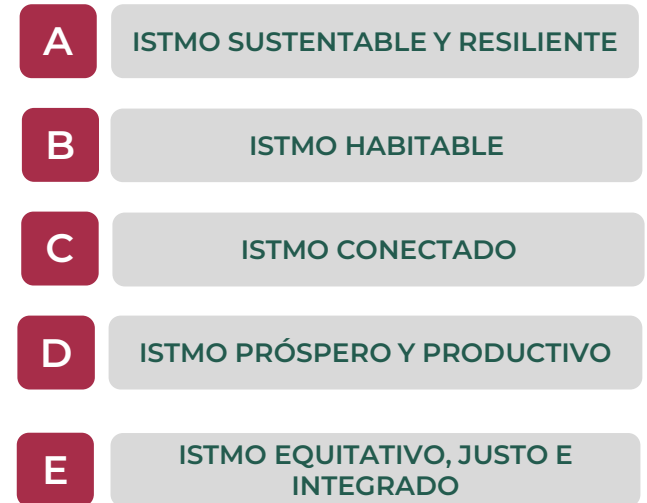 A
ISTMO SUSTENTABLE Y RESILIENTE
B
ISTMO HABITABLE
C
ISTMO CONECTADO
D
ISTMO PRÓSPERO Y PRODUCTIVO
E
ISTMO EQUITATIVO, JUSTO E
INTEGRADO